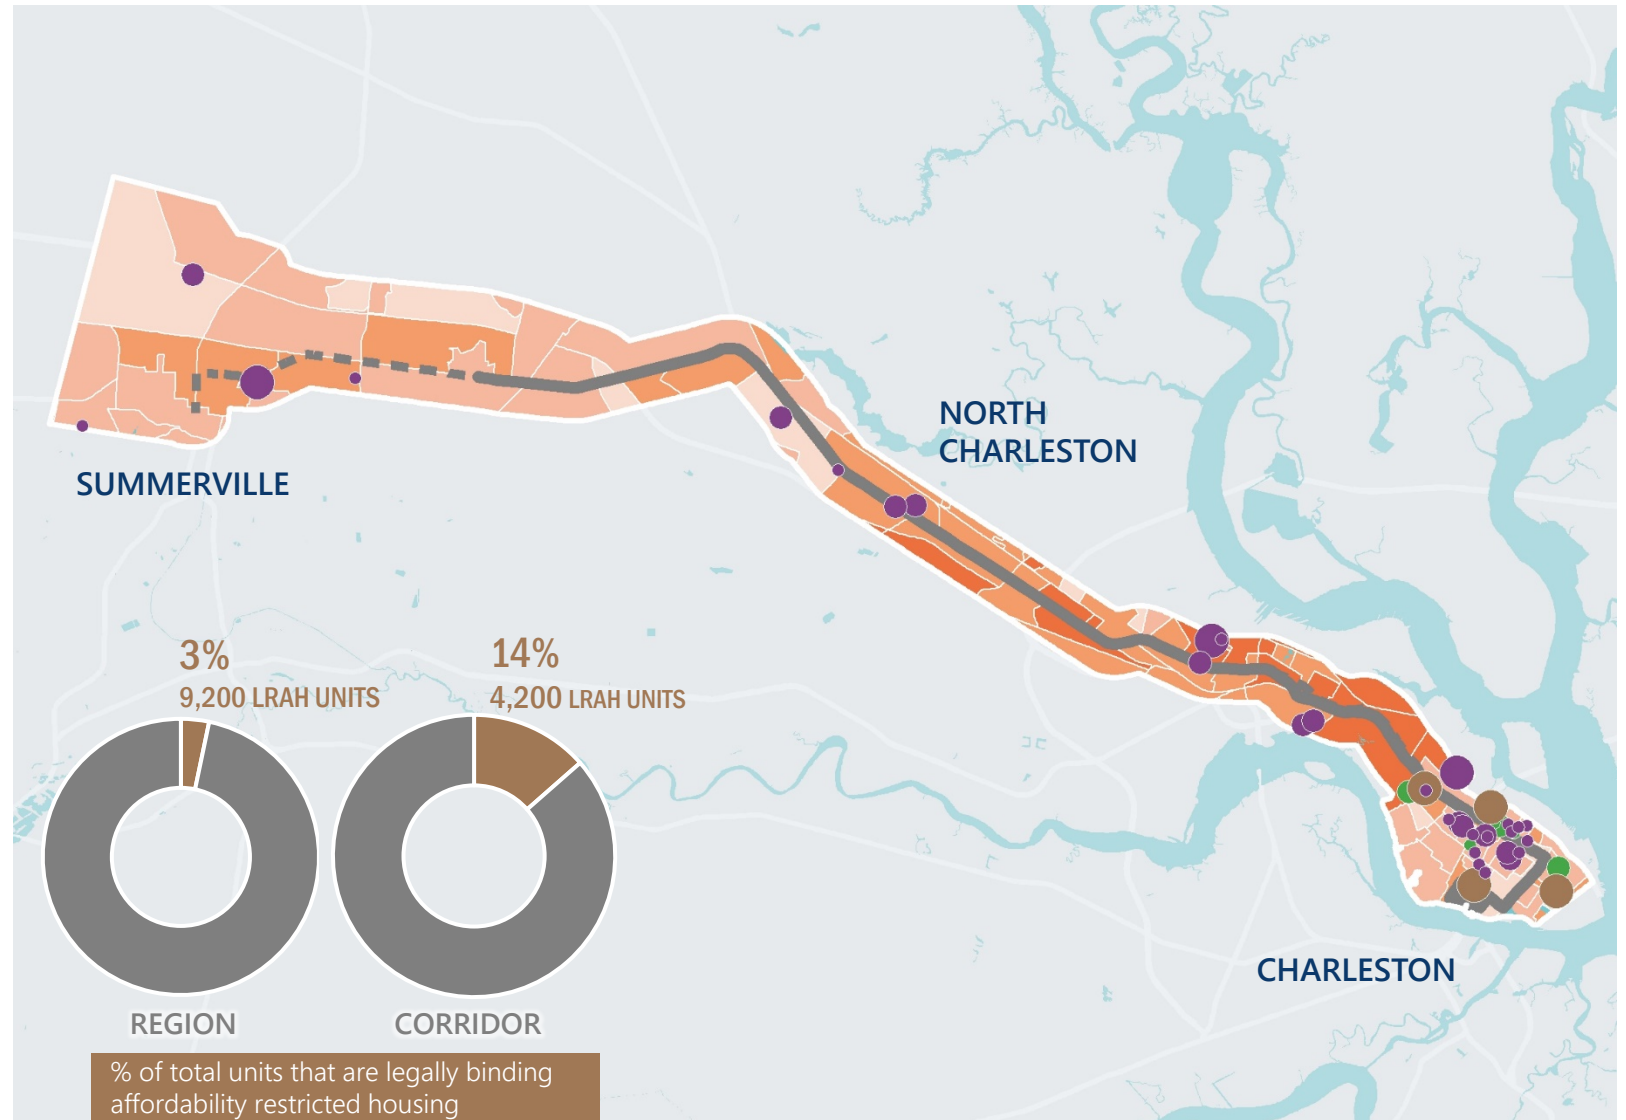 NORTH
CHARLESTON
SUMMERVILLE
3%
9,200 LRAH UNITS
14%
4,200 LRAH UNITS
CHARLESTON
REGION
CORRIDOR
% of total units that are legally binding
affordability restricted housing